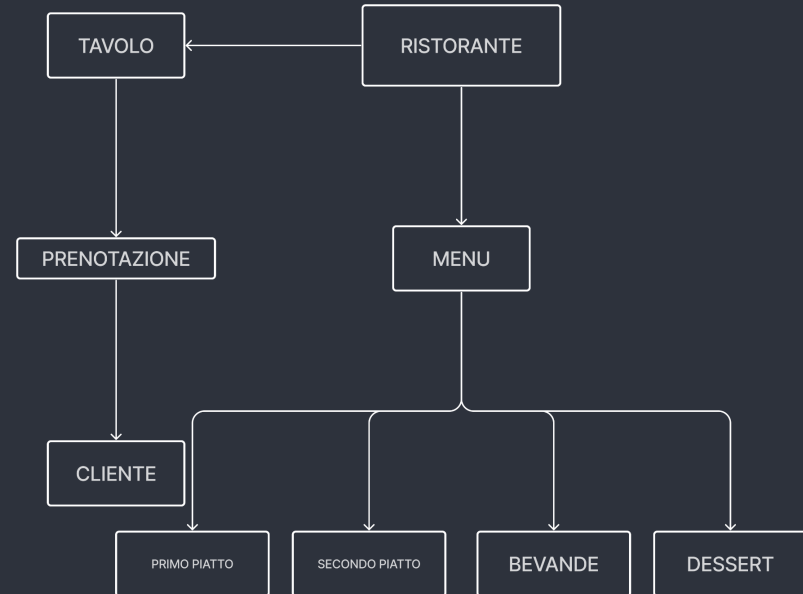 TAVOLO
RISTORANTE
PRENOTAZIONE
MENU
CLIENTE
PRIMO PIATTO
SECONDO PIATTO
BEVANDE
DESSERT